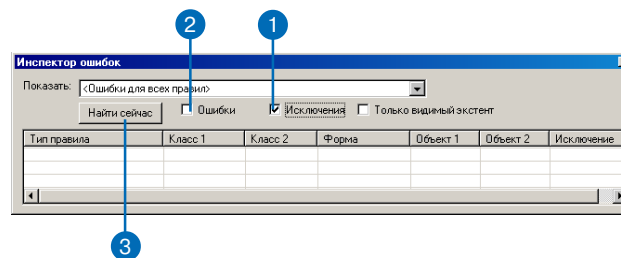 2 1
Инспектор ошибок
Показать: <Ошибки для всех правил>
Найти сейчас Ошибки Исключения Только видимый экстент
Тип правила Класс 1 Класс 2 Форма Объект 1 Объект 2 Исключение
3